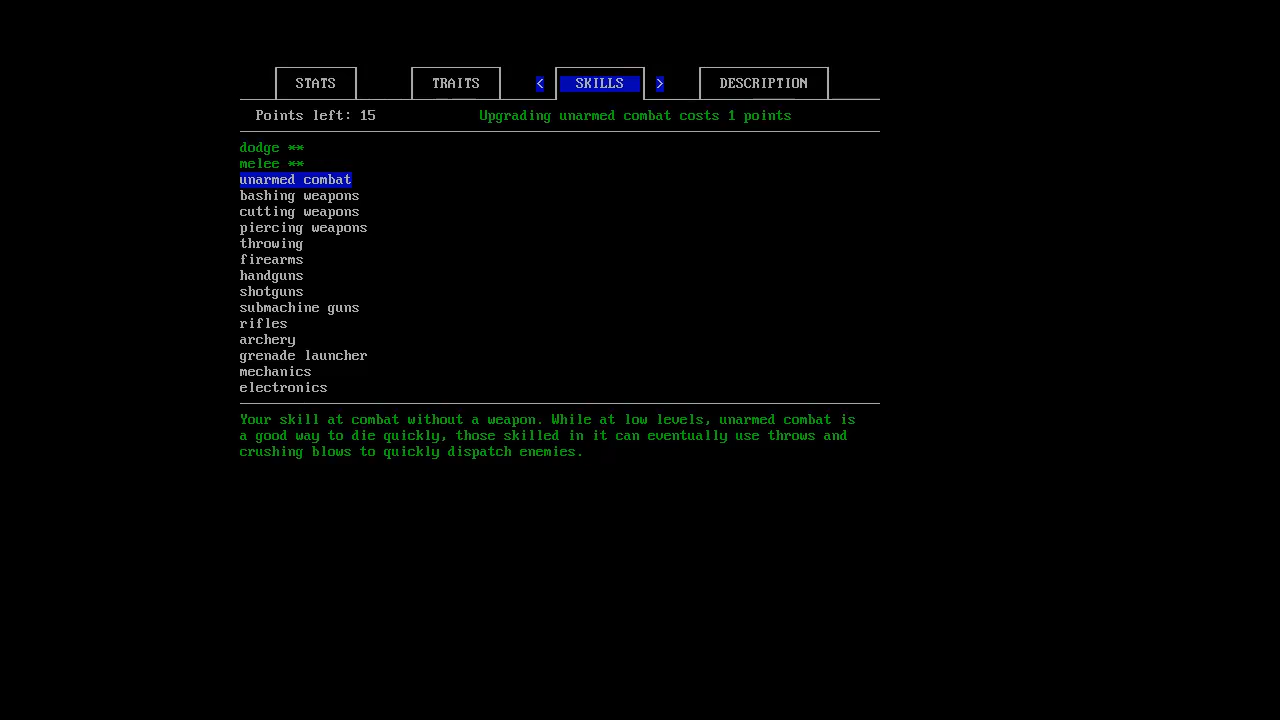 STATS TRAITS < SKILLS > DESCRIPTION
Points left: 15 Upgrading unarmed combat costs 1 points
dodge **
melee **
unarmed combat
bashing weapons
cutting weapons
piercing weapons
throwing
firearms
handguns
shotguns
submachine guns
rifles
archery
grenade launcher
mechanics
electronics
Your skill at combat without a weapon. While at low levels, unarmed combat is
a good way to die quickly, those skilled in it can eventually use throws and
crushing blows to quickly dispatch enemies.